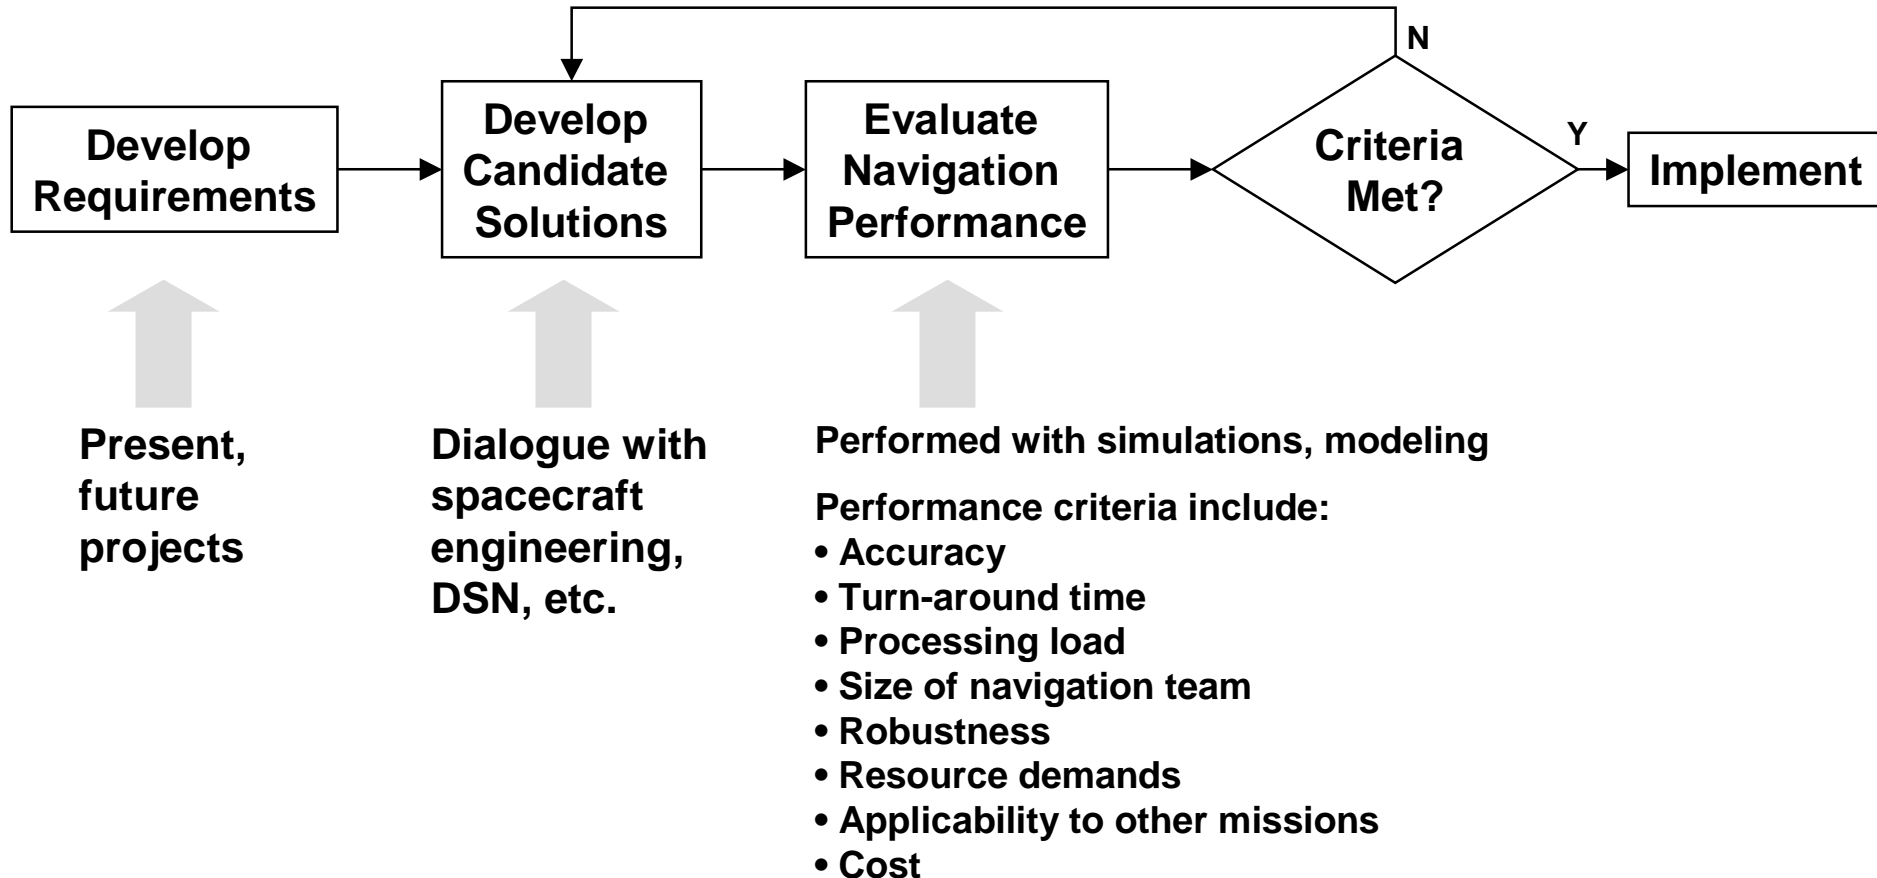 N
Develop
Requirements
Develop
Candidate
Solutions
Evaluate
Navigation
Performance
Criteria
Met?
Y
Implement
Present,
future
projects
Dialogue with
spacecraft
engineering,
DSN, etc.
Performed with simulations, modeling
Performance criteria include:
• Accuracy
• Turn-around time
• Processing load
• Size of navigation team
• Robustness
• Resource demands
• Applicability to other missions
• Cost